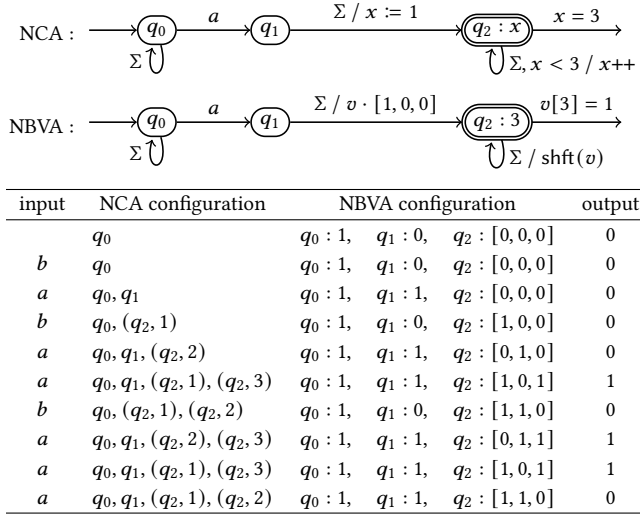 NCA : q₀ a q₁ Σ / x := 1 q₂ : x x = 3
Σ Σ, x < 3 / x++
NBVA : q₀ a q₁ Σ / v · [1, 0, 0] q₂ : 3 v[3] = 1
Σ Σ / shft(v)
input NCA configuration NBVA configuration output
q₀ q₀ : 1, q₁ : 0, q₂ : [0, 0, 0] 0
b q₀ q₀ : 1, q₁ : 0, q₂ : [0, 0, 0] 0
a q₀, q₁ q₀ : 1, q₁ : 1, q₂ : [0, 0, 0] 0
b q₀, (q₂, 1) q₀ : 1, q₁ : 0, q₂ : [1, 0, 0] 0
a q₀, q₁, (q₂, 2) q₀ : 1, q₁ : 1, q₂ : [0, 1, 0] 0
a q₀, q₁, (q₂, 1), (q₂, 3) q₀ : 1, q₁ : 1, q₂ : [1, 0, 1] 1
b q₀, (q₂, 1), (q₂, 2) q₀ : 1, q₁ : 0, q₂ : [1, 1, 0] 0
a q₀, q₁, (q₂, 2), (q₂, 3) q₀ : 1, q₁ : 1, q₂ : [0, 1, 1] 1
a q₀, q₁, (q₂, 1), (q₂, 3) q₀ : 1, q₁ : 1, q₂ : [1, 0, 1] 1
a q₀, q₁, (q₂, 1), (q₂, 2) q₀ : 1, q₁ : 1, q₂ : [1, 1, 0] 0